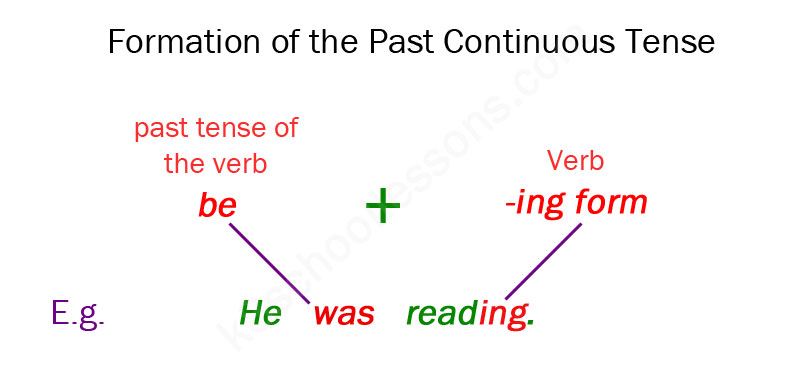 Formation of the Past Continuous Tense
past tense of
the verb
be
+
Verb
-ing form
E.g. He was reading.